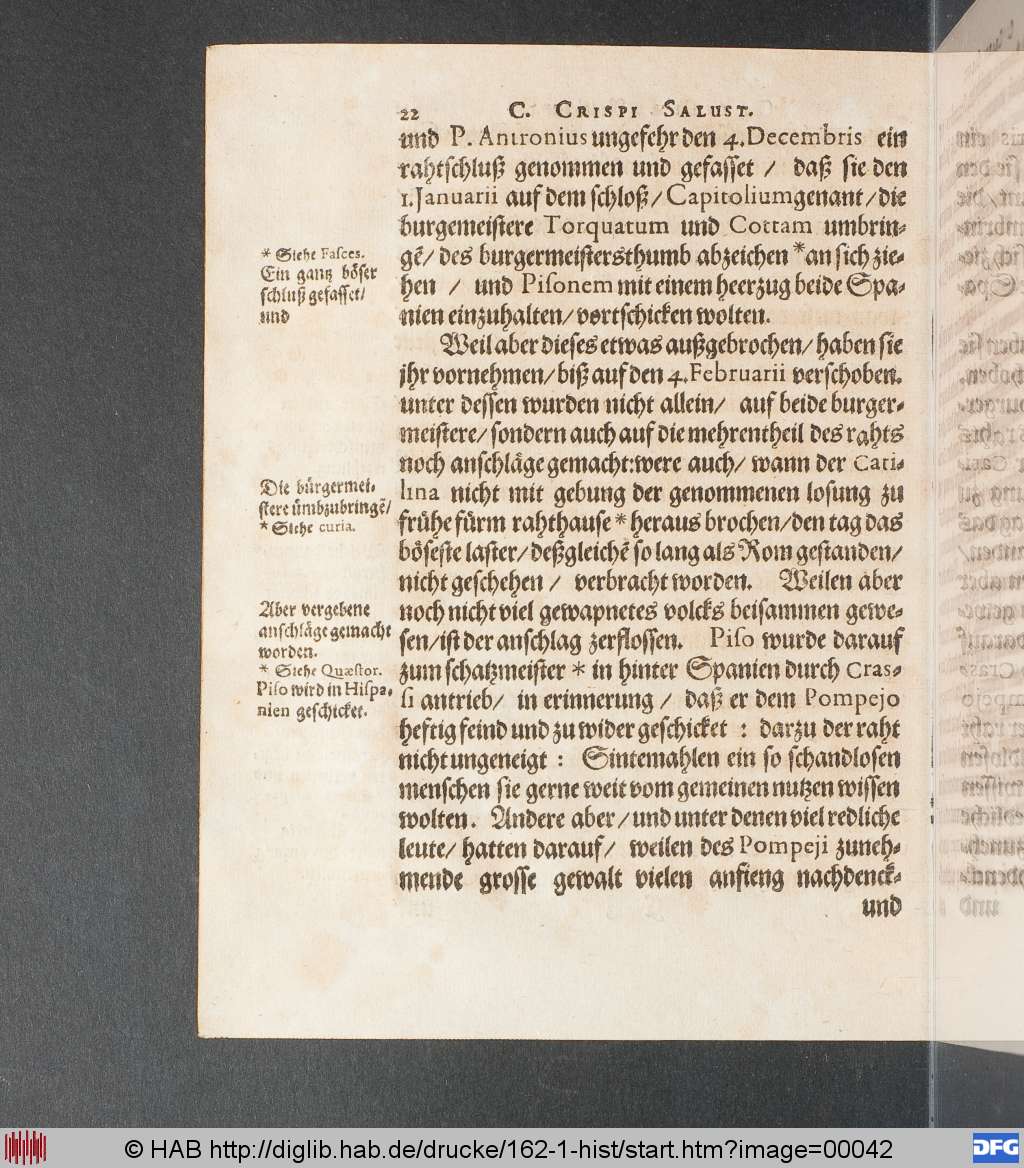 22 C. CRISPI SALUST.
und P. Antronius ungefehr den 4. Decembris ein
rahtschluß genommen und gefasset / daß sie den
1. Januarii auf dem schloß / Capitolium genant / die
burgemeistere Torquatum und Cottam umbrin-
gē / des burgermeistersthumb abzeichen * an sich zie-
hen / und Pisonem mit einem heerzug beide Spa-
nien einzuhalten / vortschicken wolten.
Weil aber dieses etwas außgebrochen / haben sie
jhr vornehmen / biß auf den 4. Februarii verschoben.
unter dessen wurden nicht allein / auf beide burger-
meistere / sondern auch auf die mehrentheil des rahts
noch anschläge gemacht: were auch / wann der Cati-
lina nicht mit gebung der genommenen losung zu
frühe fürm rahthause * heraus brochen / den tag das
böseste laster / deßgleichē so lang als Rom gestanden /
nicht geschehen / verbracht worden. Weilen aber
noch nicht viel gewapnetes volcks beisammen gewe-
sen / ist der anschlag zerflossen. Piso wurde darauf
zum schatzmeister * in hinter Spanien durch Cras-
si antrieb / in erinnerung / daß er dem Pompejo
heftig feind und zu wider geschicket : darzu der raht
nicht ungeneigt : Sintemahlen ein so schandlosen
menschen sie gerne weit vom gemeinen nutzen wissen
wolten. Andere aber / und unter denen viel redliche
leute / hatten darauf / weilen des Pompeji zuneh-
mende grosse gewalt vielen anfieng nachdenck-
und
* Siehe Fasces.
Ein gantz böser
schluß gefasset /
und
Die bürgermei-
stere ümbzubringē /
* Siehe curia.
Aber vergebene
anschläge gemacht
worden.
* Siehe Quæstor.
Piso wird in Hispa-
nien geschicket.
© HAB http://diglib.hab.de/drucke/162-1-hist/start.htm?image=00042
DFG